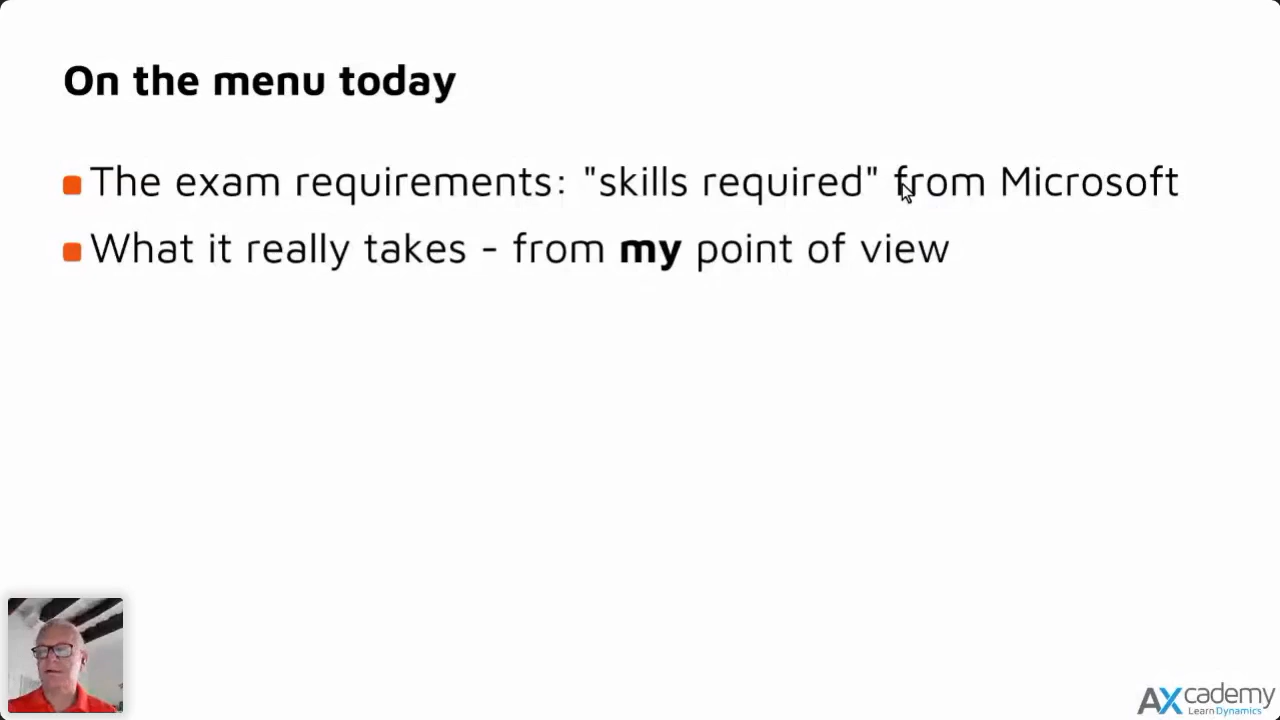 On the menu today
The exam requirements: "skills required" from Microsoft
What it really takes - from my point of view
AXcademy
Learn Dynamics